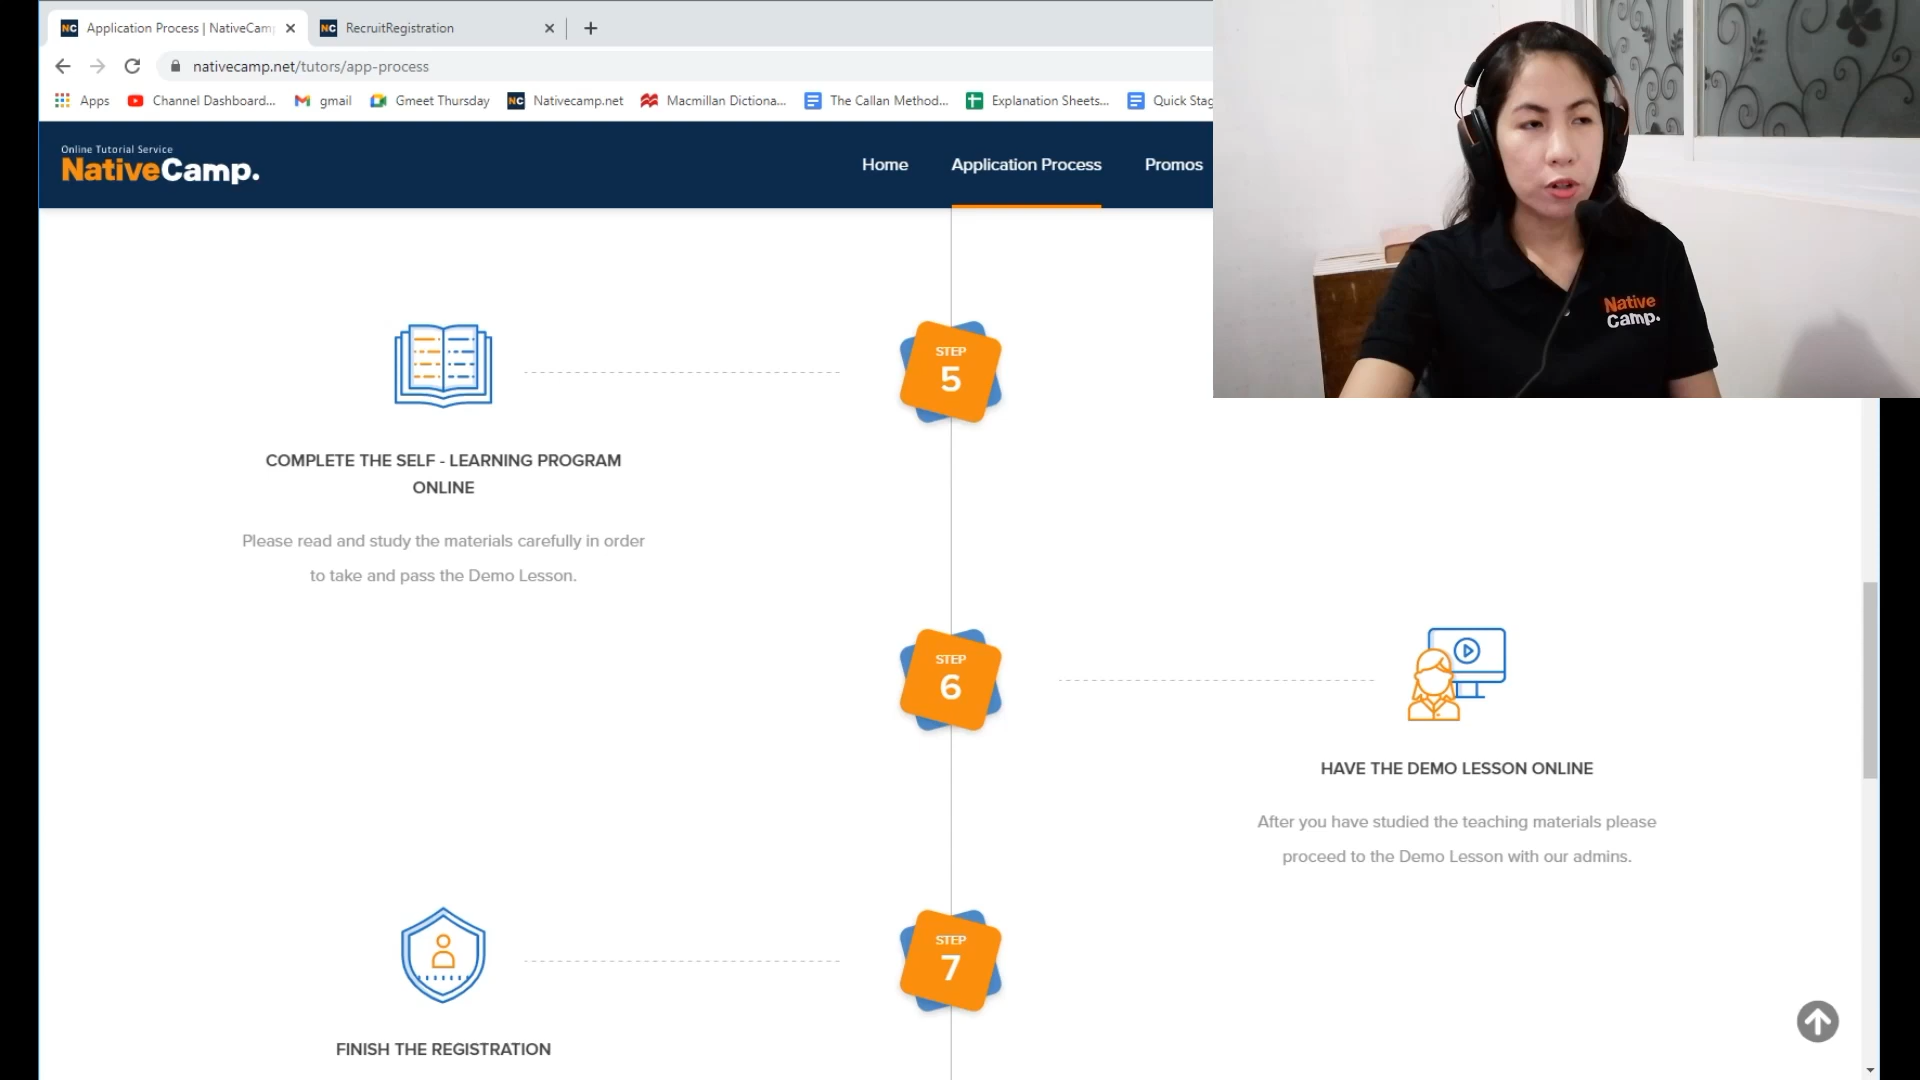 Application Process | NativeCam
RecruitRegistration
nativecamp.net/tutors/app-process
Apps
Channel Dashboard...
gmail
Gmeet Thursday
NC
Nativecamp.net
Macmillan Dictiona...
The Callan Method...
Explanation Sheets...
Quick Stag
Online Tutorial Service
NativeCamp.
Home
Application Process
Promos
Native
Camp.
STEP
5
COMPLETE THE SELF - LEARNING PROGRAM
ONLINE
Please read and study the materials carefully in order
to take and pass the Demo Lesson.
STEP
6
HAVE THE DEMO LESSON ONLINE
After you have studied the teaching materials please
proceed to the Demo Lesson with our admins.
STEP
7
FINISH THE REGISTRATION